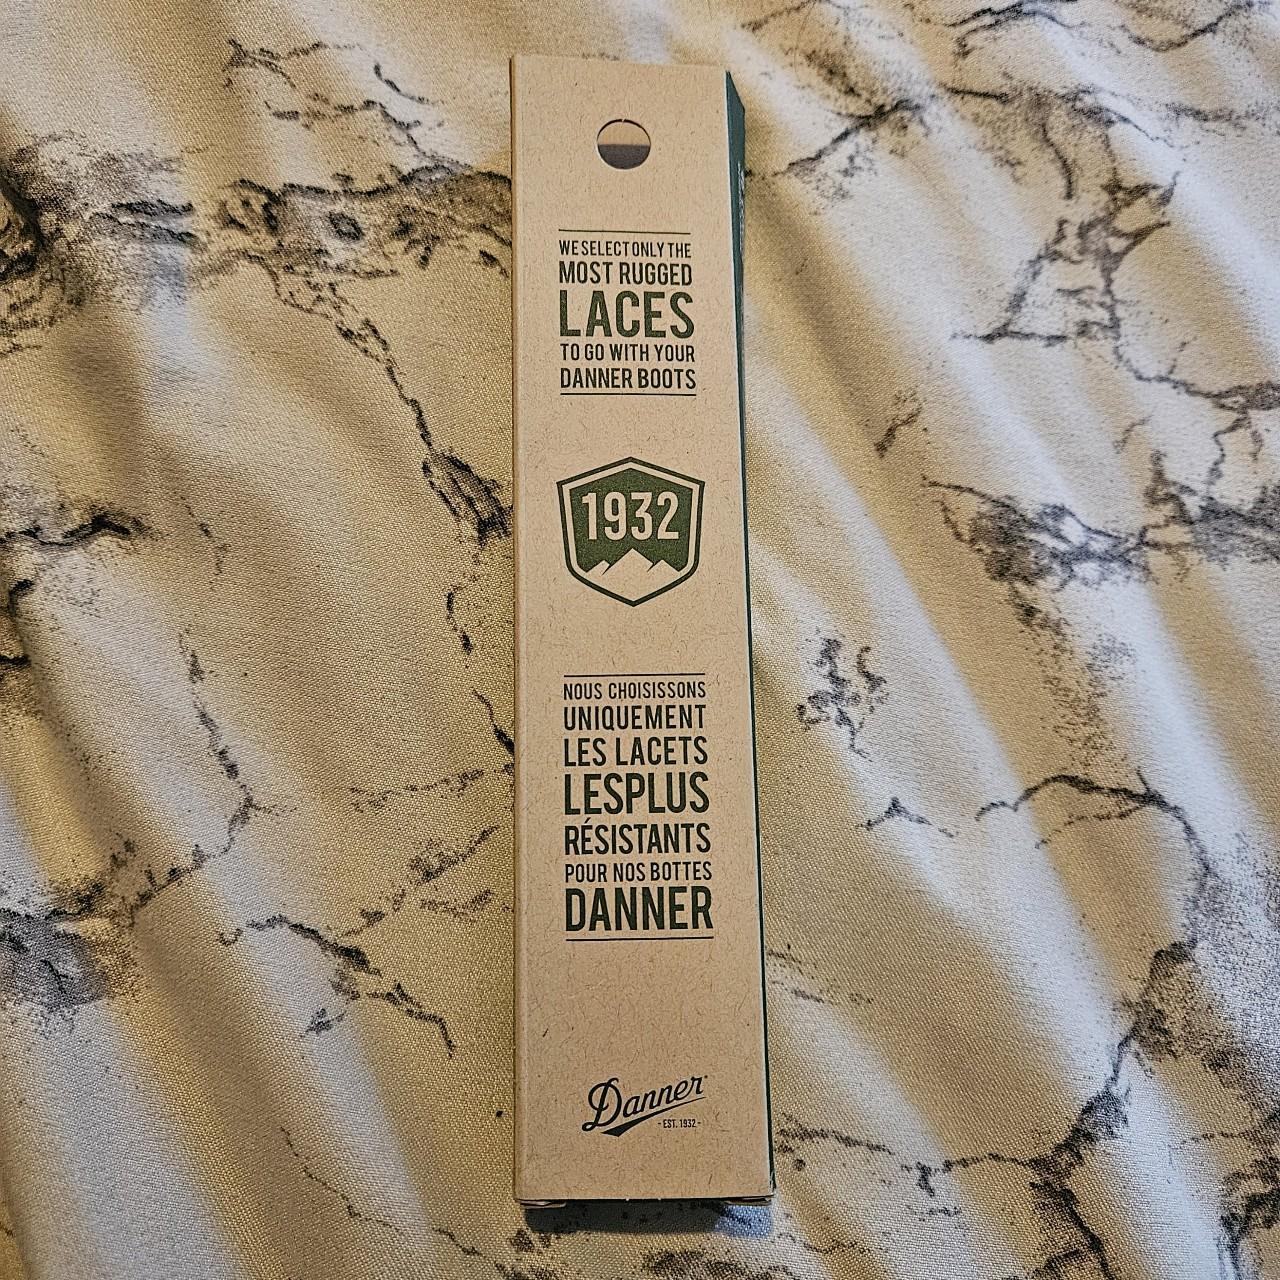 WE SELECT ONLY THE
MOST RUGGED
LACES
TO GO WITH YOUR
DANNER BOOTS
1932
NOUS CHOISISSONS
UNIQUEMENT
LES LACETS
LESPLUS
RÉSISTANTS
POUR NOS BOTTES
DANNER
Danner
- EST. 1932 -